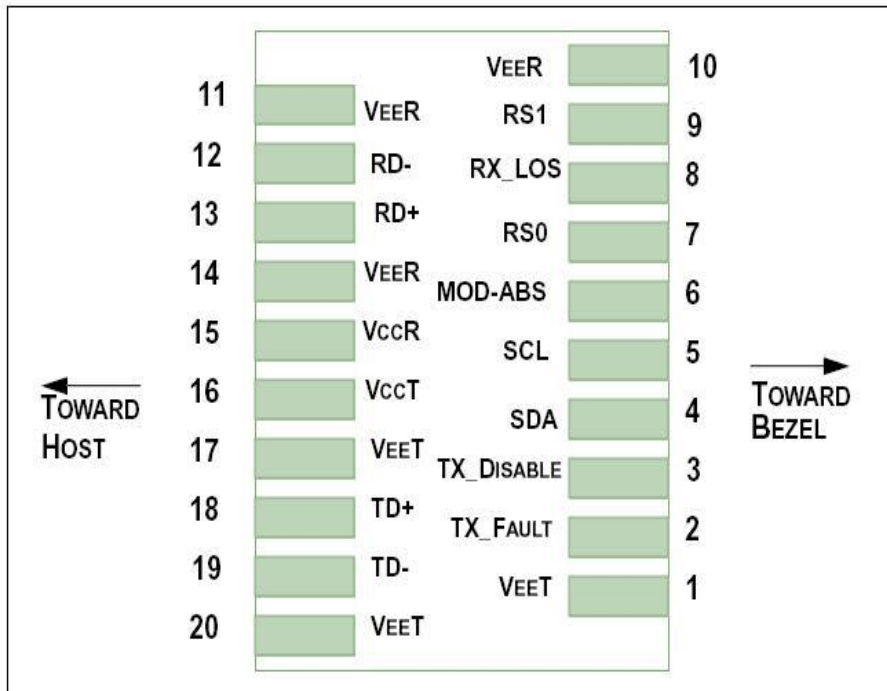 11 VEER
12 RD-
13 RD+
14 VEER
15 VCCR
16 VCCT
17 VEET
18 TD+
19 TD-
20 VEET
VEER 10
RS1 9
RX_LOS 8
RS0 7
MOD-ABS 6
SCL 5
SDA 4
TX_DISABLE 3
TX_FAULT 2
VEET 1
TOWARD
HOST
TOWARD
BEZEL